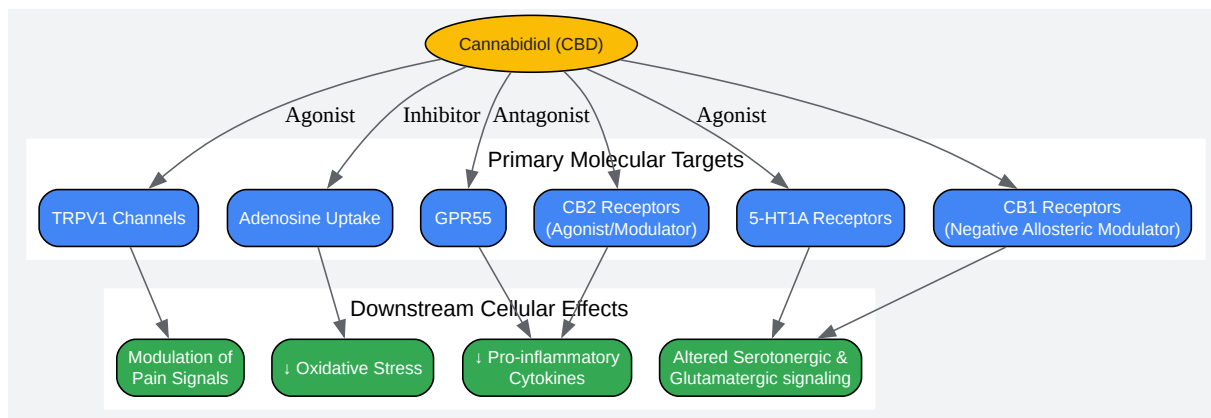 Cannabidiol (CBD)
Agonist
Inhibitor
Antagonist
Agonist
Primary Molecular Targets
TRPV1 Channels
Adenosine Uptake
GPR55
CB2 Receptors
(Agonist/Modulator)
5-HT1A Receptors
CB1 Receptors
(Negative Allosteric Modulator)
Downstream Cellular Effects
Modulation of
Pain Signals
↓ Oxidative Stress
↓ Pro-inflammatory
Cytokines
Altered Serotonergic &
Glutamatergic signaling